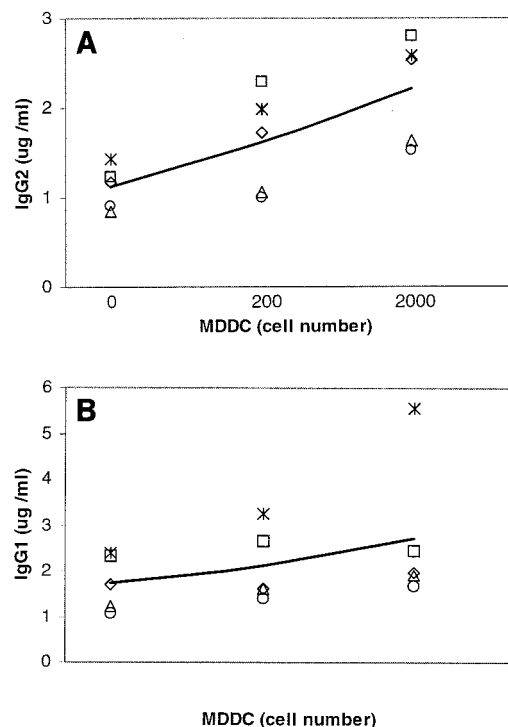 A
3
2
1
0
IgG2 (ug /ml)
0 200 2000
MDDC (cell number)
B
6
5
4
3
2
1
0
IgG1 (ug /ml)
MDDC (cell number)